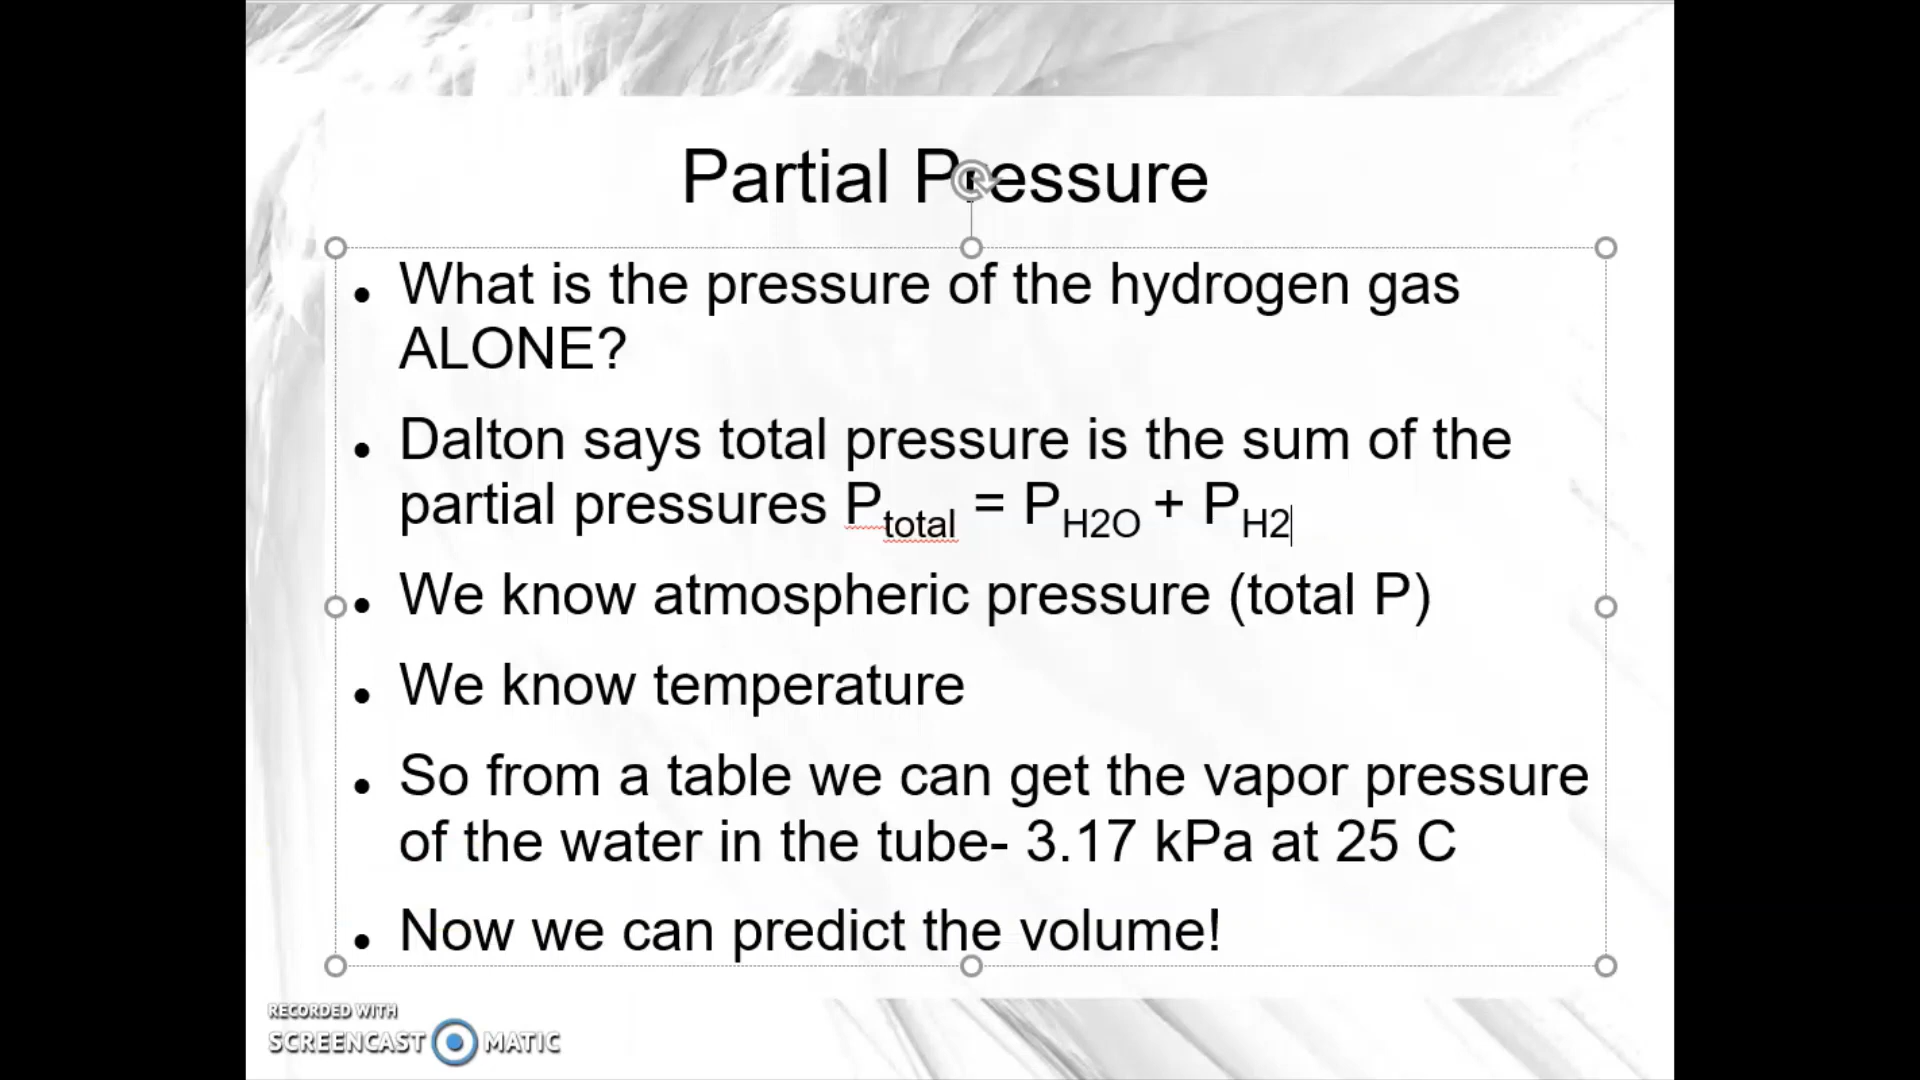 Partial Pressure
• What is the pressure of the hydrogen gas
ALONE?
• Dalton says total pressure is the sum of the
partial pressures P_total = P_H2O + P_H2
• We know atmospheric pressure (total P)
• We know temperature
• So from a table we can get the vapor pressure
of the water in the tube- 3.17 kPa at 25 C
• Now we can predict the volume!
RECORDED WITH
SCREENCAST MATIC